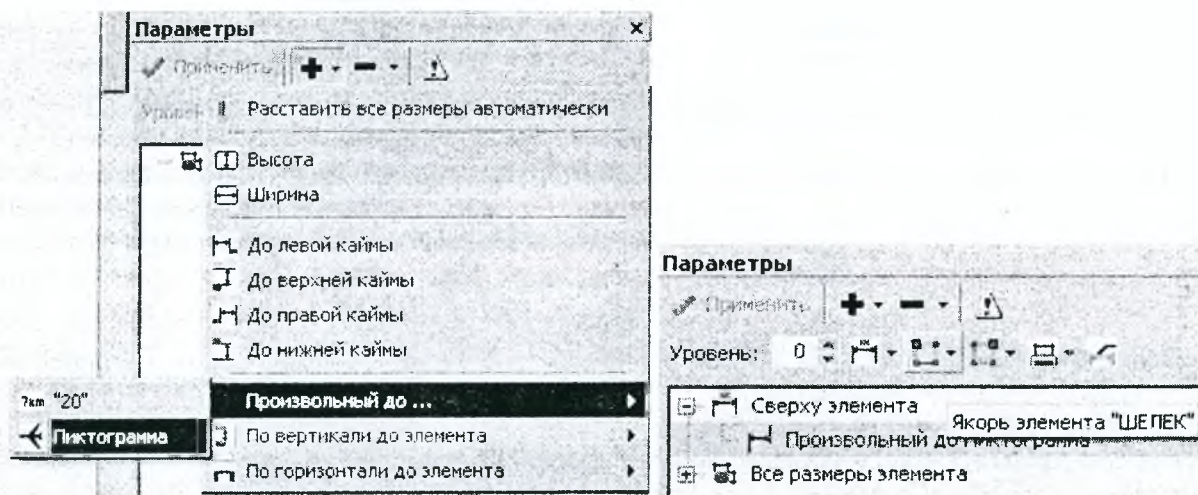 Параметры
Применить
Расставить все размеры автоматически
Высота
Ширина
До левой каймы
До верхней каймы
До правой каймы
До нижней каймы
Произвольный до ...
По вертикали до элемента
По горизонтали до элемента
?km "20"
Пиктограмма
Параметры
Применить
Уровень: 0
Сверху элемента
Якорь элемента "ШЕЛЕК"
Произвольный до пиктограмма
Все размеры элемента